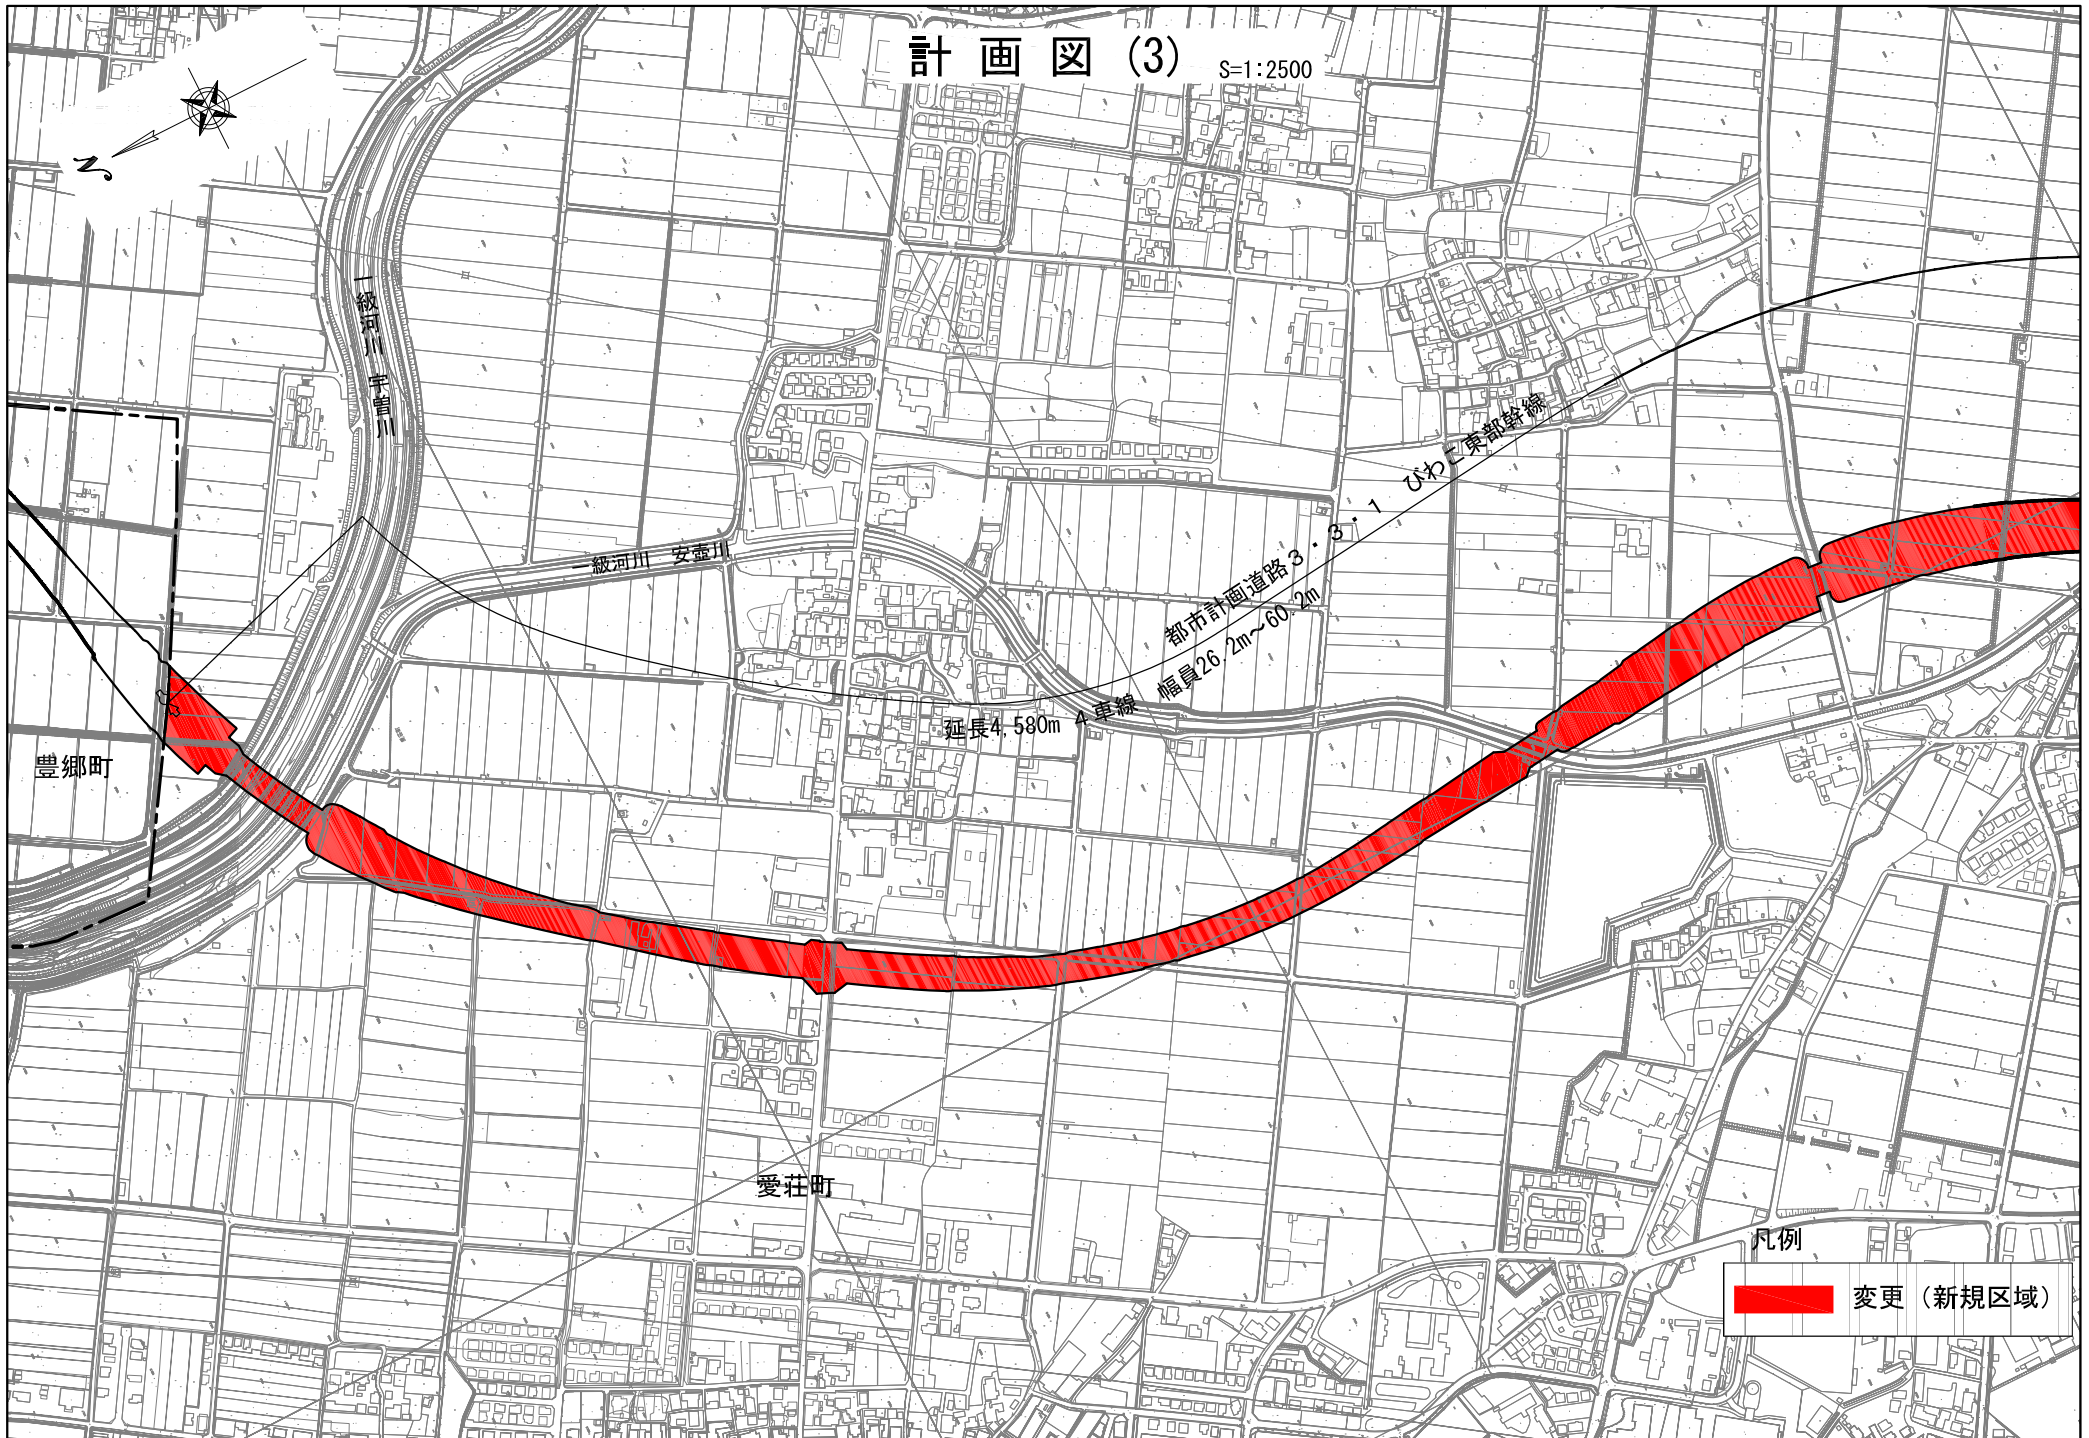 計画図(3)
S=1:2500
N
一級河川 宇曽川
一級河川 安壺川
都市計画道路3・3・1 びわこ東部幹線
延長4,580m 4車線 幅員26.2m～60.2m
豊郷町
愛荘町
凡例
変更（新規区域）